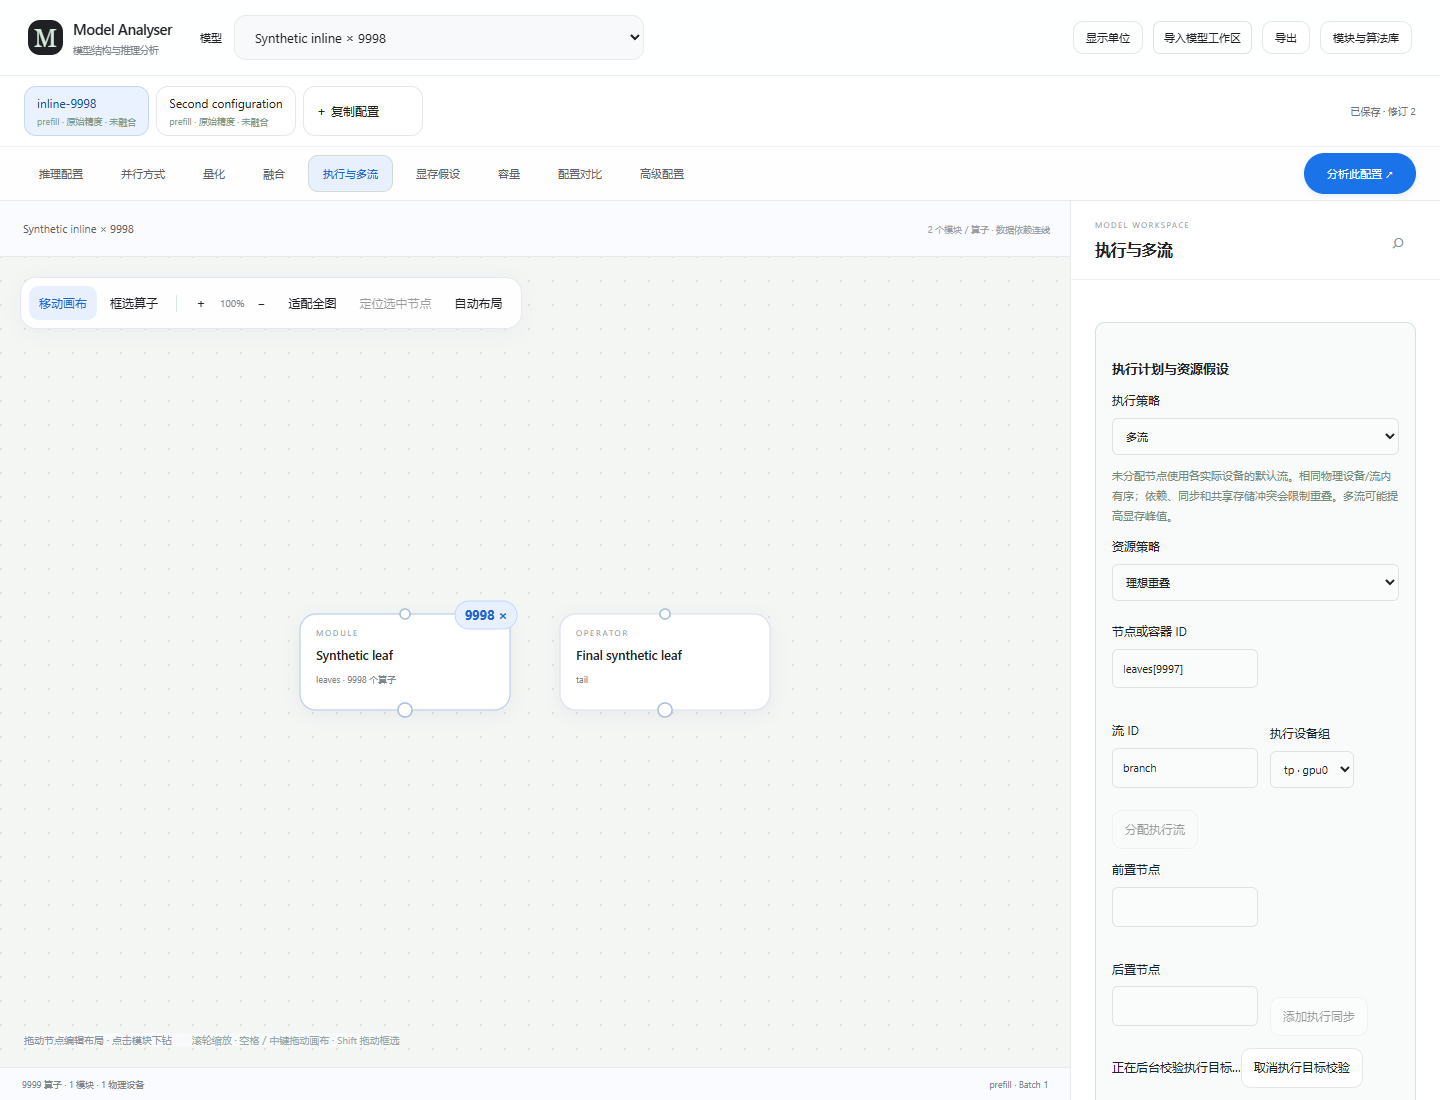 M
Model Analyser
模型结构与推理分析
模型
Synthetic inline × 9998
显示单位
导入模型工作区
导出
模块与算法库
inline-9998
prefill · 原始精度 · 未融合
Second configuration
prefill · 原始精度 · 未融合
+ 复制配置
已保存 · 修订 2
推理配置
并行方式
量化
融合
执行与多流
显存假设
容量
配置对比
高级配置
分析此配置 ↗
Synthetic inline × 9998
2 个模块 / 算子 · 数据依赖连线
MODEL WORKSPACE
执行与多流
移动画布
框选算子
+
100%
−
适配全图
定位选中节点
自动布局
9998 ×
MODULE
Synthetic leaf
leaves · 9998 个算子
OPERATOR
Final synthetic leaf
tail
执行计划与资源假设
执行策略
多流
未分配节点使用各实际设备的默认流。相同物理设备/流内
有序；依赖、同步和共享存储冲突会限制重叠。多流可能提
高显存峰值。
资源策略
理想重叠
节点或容器 ID
leaves[9997]
流 ID
执行设备组
branch
tp · gpu0
分配执行流
前置节点
后置节点
添加执行同步
正在后台校验执行目标...
取消执行目标校验
拖动节点编辑布局 · 点击模块下钻
滚轮缩放 · 空格 / 中键拖动画布 · Shift 拖动框选
9999 算子 · 1 模块 · 1 物理设备
prefill · Batch 1